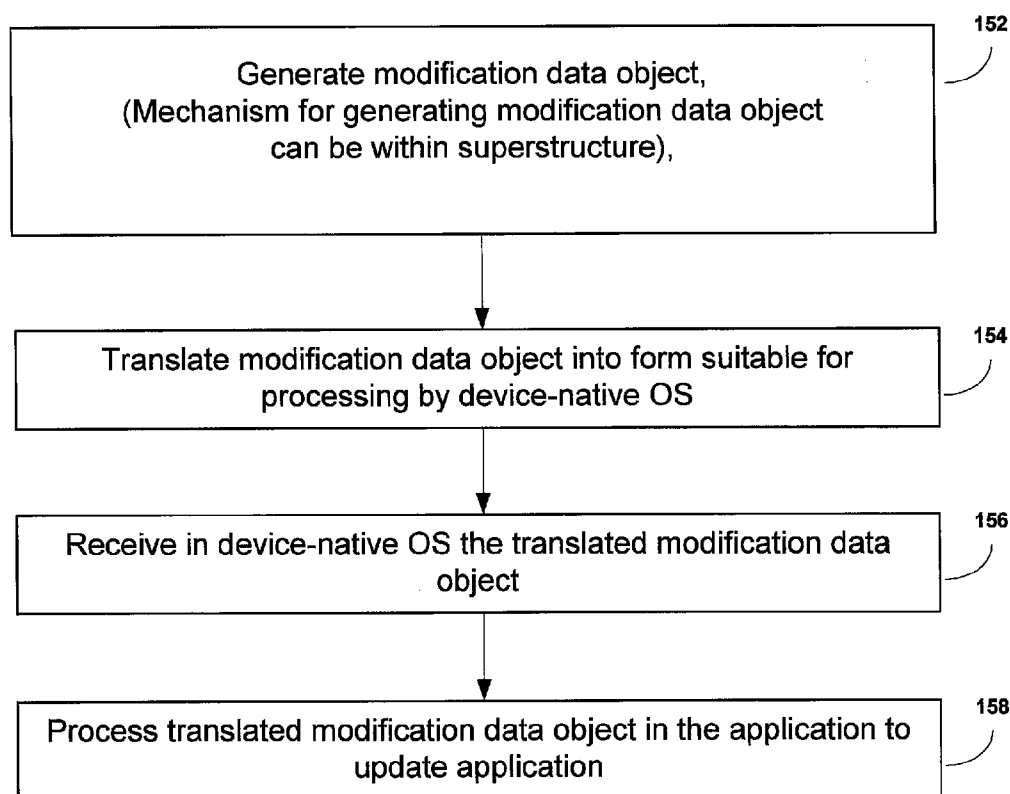 152
Generate modification data object,
(Mechanism for generating modification data object
can be within superstructure),
154
Translate modification data object into form suitable for
processing by device-native OS
156
Receive in device-native OS the translated modification data
object
158
Process translated modification data object in the application to
update application